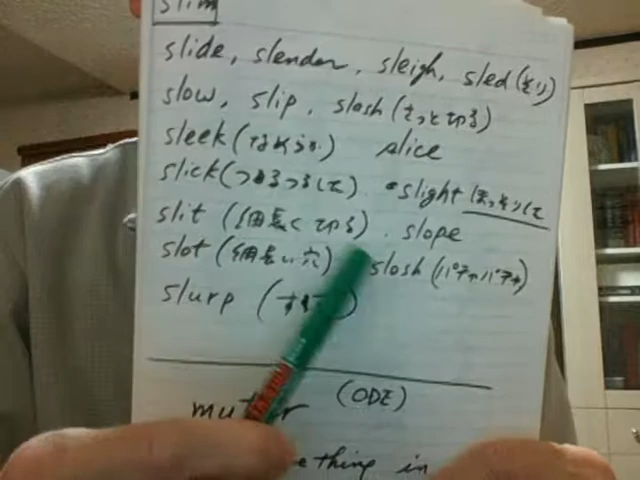 slim
slide, slender, sleigh, sled (そり)
slow, slip, slash (さっと切る)
sleek (なめらか) slice
slick (つるつるして) slight ほっそりして
slit (細長く切る), slope
slot (細長い穴) slosh (パチャパチャ)
slurp (
(ODE)
thing in